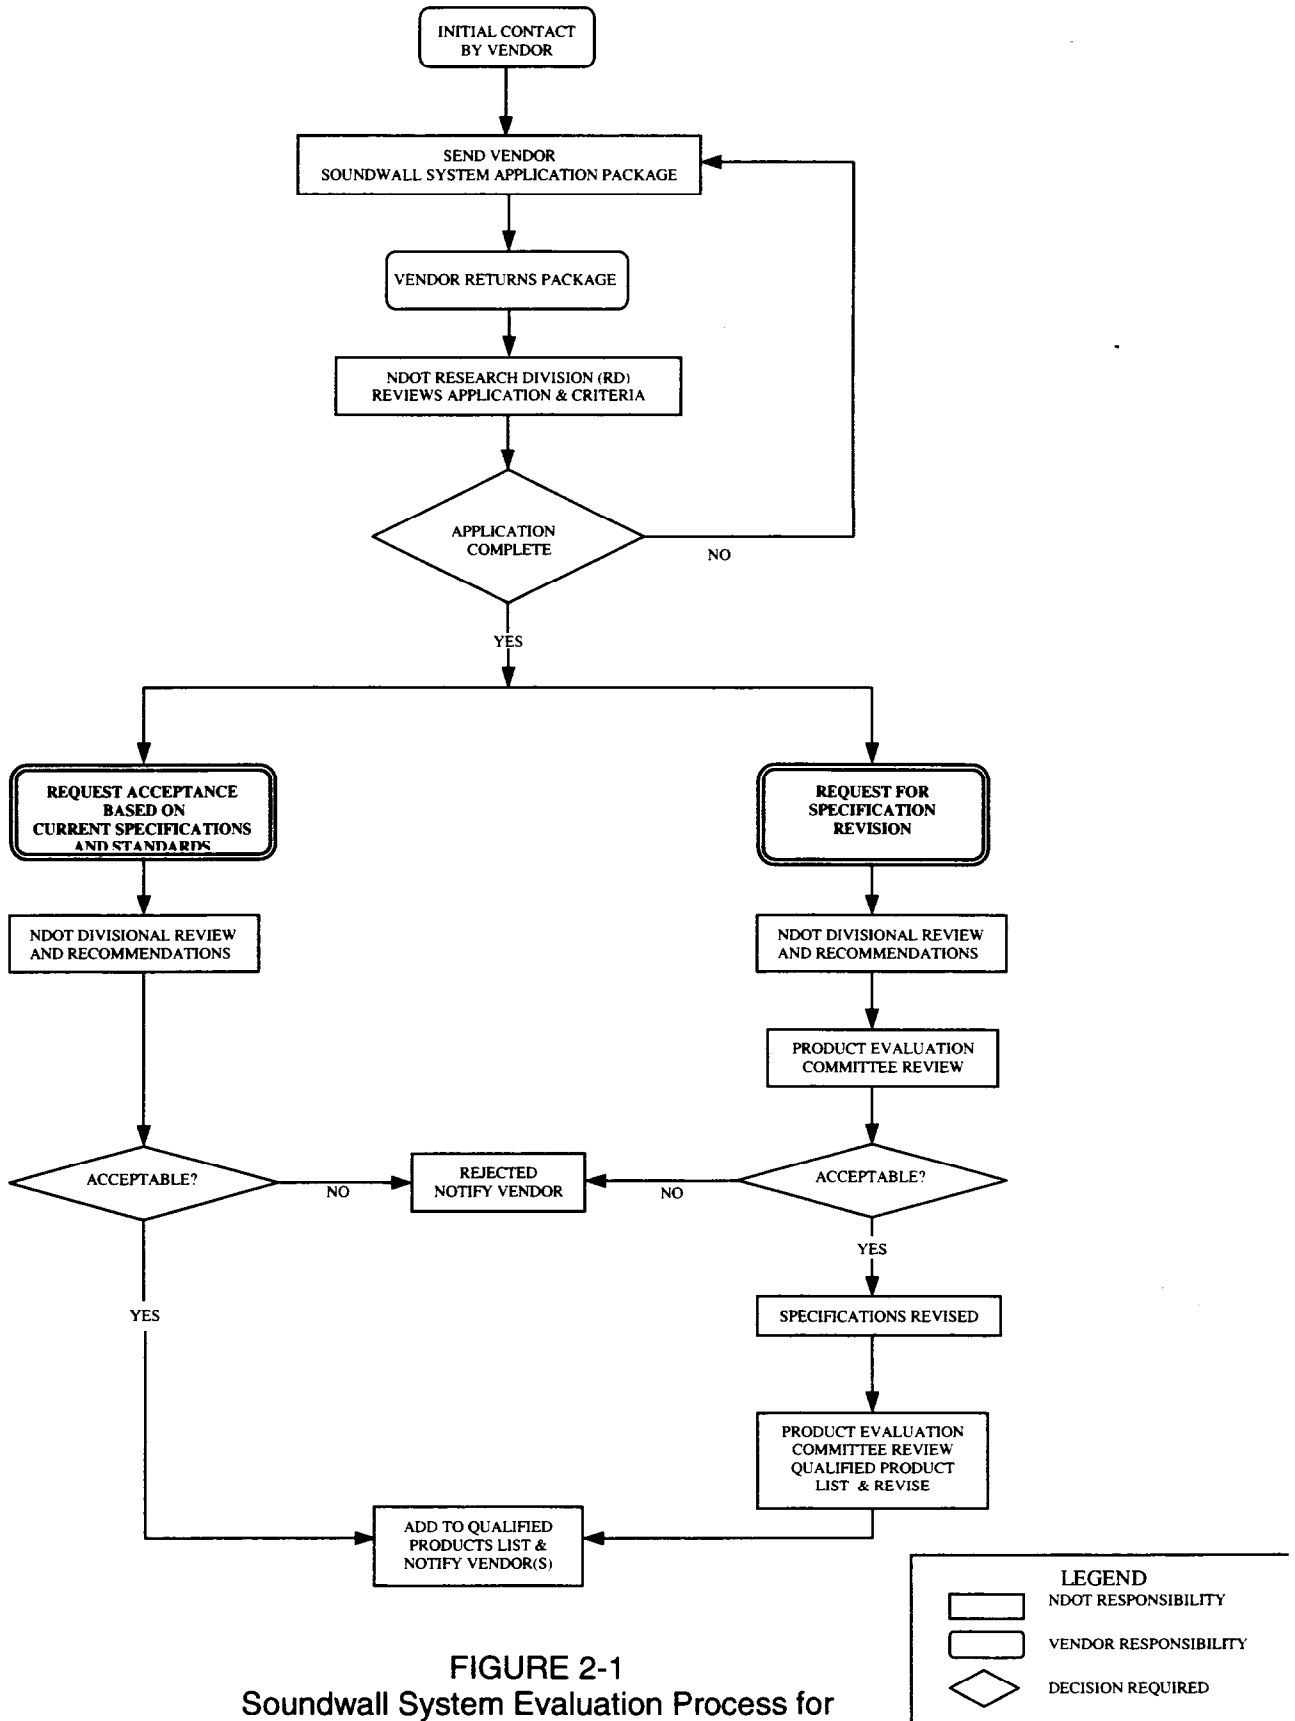 INITIAL CONTACT
BY VENDOR
SEND VENDOR
SOUNDWALL SYSTEM APPLICATION PACKAGE
VENDOR RETURNS PACKAGE
NDOT RESEARCH DIVISION (RD)
REVIEWS APPLICATION & CRITERIA
APPLICATION
COMPLETE
NO
YES
REQUEST ACCEPTANCE
BASED ON
CURRENT SPECIFICATIONS
AND STANDARDS
REQUEST FOR
SPECIFICATION
REVISION
NDOT DIVISIONAL REVIEW
AND RECOMMENDATIONS
NDOT DIVISIONAL REVIEW
AND RECOMMENDATIONS
PRODUCT EVALUATION
COMMITTEE REVIEW
ACCEPTABLE?
NO
REJECTED
NOTIFY VENDOR
NO
ACCEPTABLE?
YES
YES
SPECIFICATIONS REVISED
PRODUCT EVALUATION
COMMITTEE REVIEW
QUALIFIED PRODUCT
LIST & REVISE
ADD TO QUALIFIED
PRODUCTS LIST &
NOTIFY VENDOR(S)
LEGEND
NDOT RESPONSIBILITY
VENDOR RESPONSIBILITY
DECISION REQUIRED
FIGURE 2-1
Soundwall System Evaluation Process for